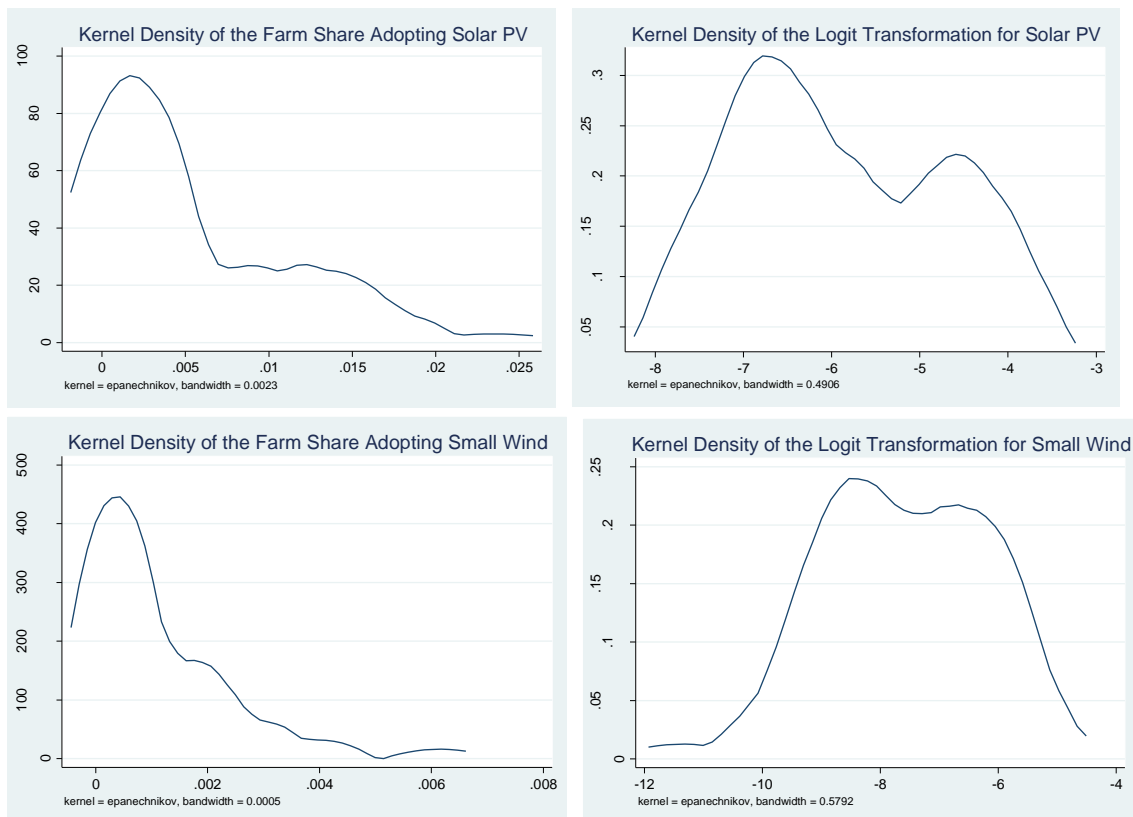 Kernel Density of the Farm Share Adopting Solar PV
100
80
60
40
20
0
0 .005 .01 .015 .02 .025
kernel = epanechnikov, bandwidth = 0.0023
Kernel Density of the Logit Transformation for Solar PV
.3
.25
.2
.15
.1
.05
-8 -7 -6 -5 -4 -3
kernel = epanechnikov, bandwidth = 0.4906
Kernel Density of the Farm Share Adopting Small Wind
500
400
300
200
100
0
0 .002 .004 .006 .008
kernel = epanechnikov, bandwidth = 0.0005
Kernel Density of the Logit Transformation for Small Wind
.25
.2
.15
.1
.05
0
-12 -10 -8 -6 -4
kernel = epanechnikov, bandwidth = 0.5792